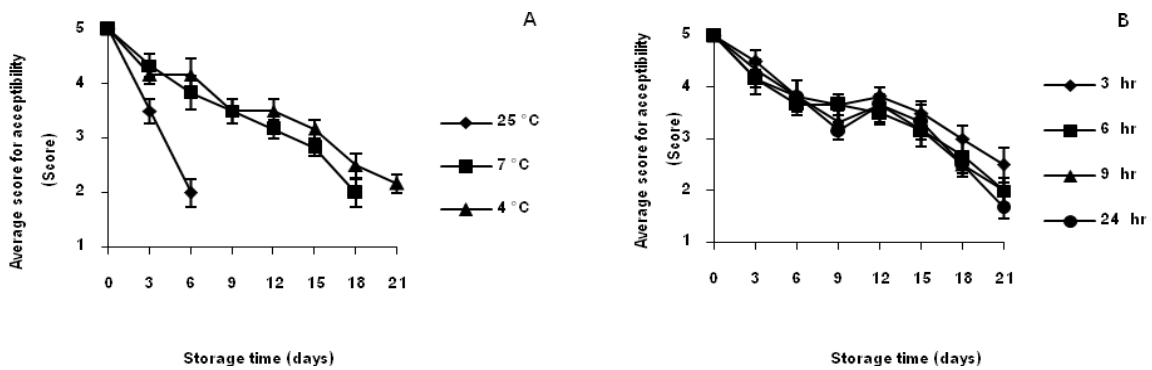 A
5
4
3
2
1
0 3 6 9 12 15 18 21
Average score for acceptibility
(Score)
Storage time (days)
25 °C
7 °C
4 °C
B
5
4
3
2
1
0 3 6 9 12 15 18 21
Average score for acceptibility
(Score)
Storage time (days)
3 hr
6 hr
9 hr
24 hr